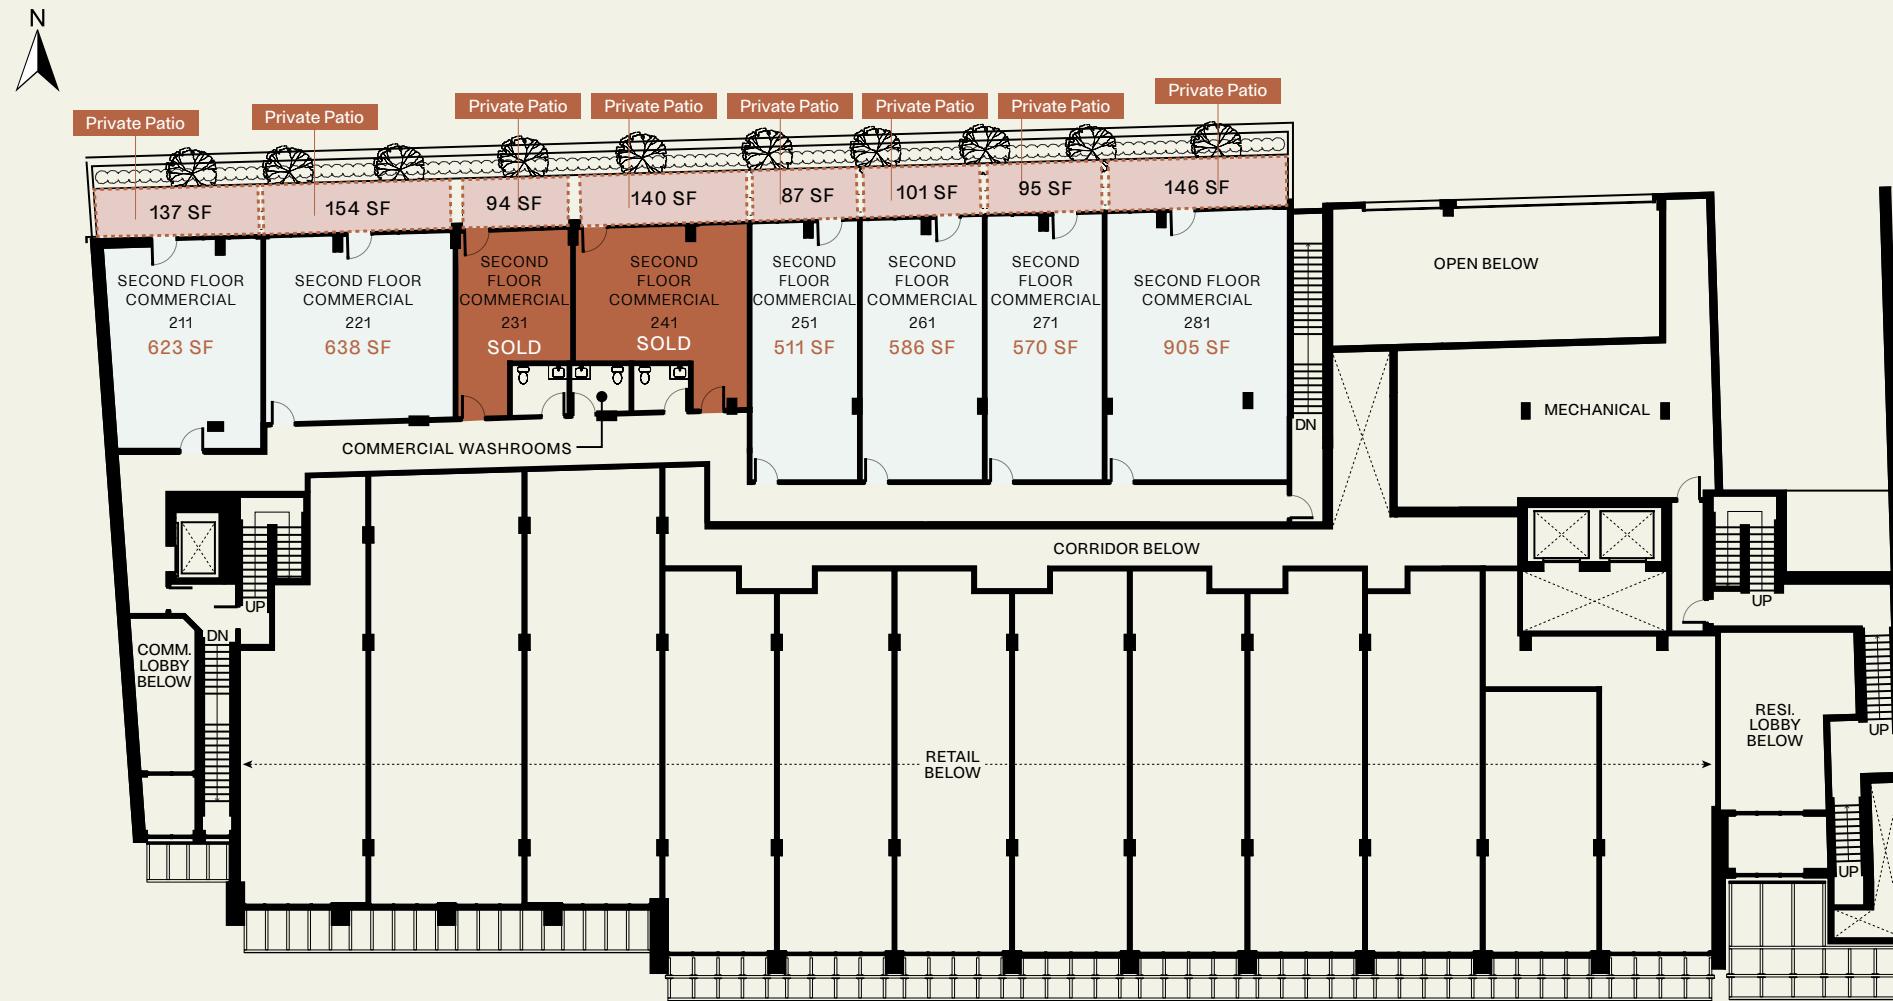 N
Private Patio
Private Patio
Private Patio
Private Patio
Private Patio
Private Patio
Private Patio
Private Patio
137 SF
154 SF
94 SF
140 SF
87 SF
101 SF
95 SF
146 SF
SECOND FLOOR
COMMERCIAL
211
623 SF
SECOND FLOOR
COMMERCIAL
221
638 SF
SECOND
FLOOR
COMMERCIAL
231
SOLD
SECOND
FLOOR
COMMERCIAL
241
SOLD
SECOND
FLOOR
COMMERCIAL
251
511 SF
SECOND
FLOOR
COMMERCIAL
261
586 SF
SECOND
FLOOR
COMMERCIAL
271
570 SF
SECOND FLOOR
COMMERCIAL
281
905 SF
OPEN BELOW
MECHANICAL
DN
COMMERCIAL WASHROOMS
CORRIDOR BELOW
UP
DN
UP
COMM.
LOBBY
BELOW
RETAIL
BELOW
RESI.
LOBBY
BELOW
UP
UP